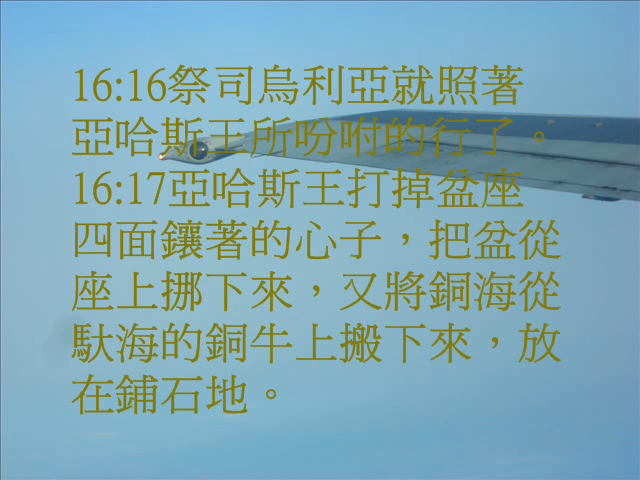 16:16祭司烏利亞就照著
亞哈斯王所吩咐的行了。
16:17亞哈斯王打掉盆座
四面鑲著的心子，把盆從
座上挪下來，又將銅海從
馱海的銅牛上搬下來，放
在鋪石地。